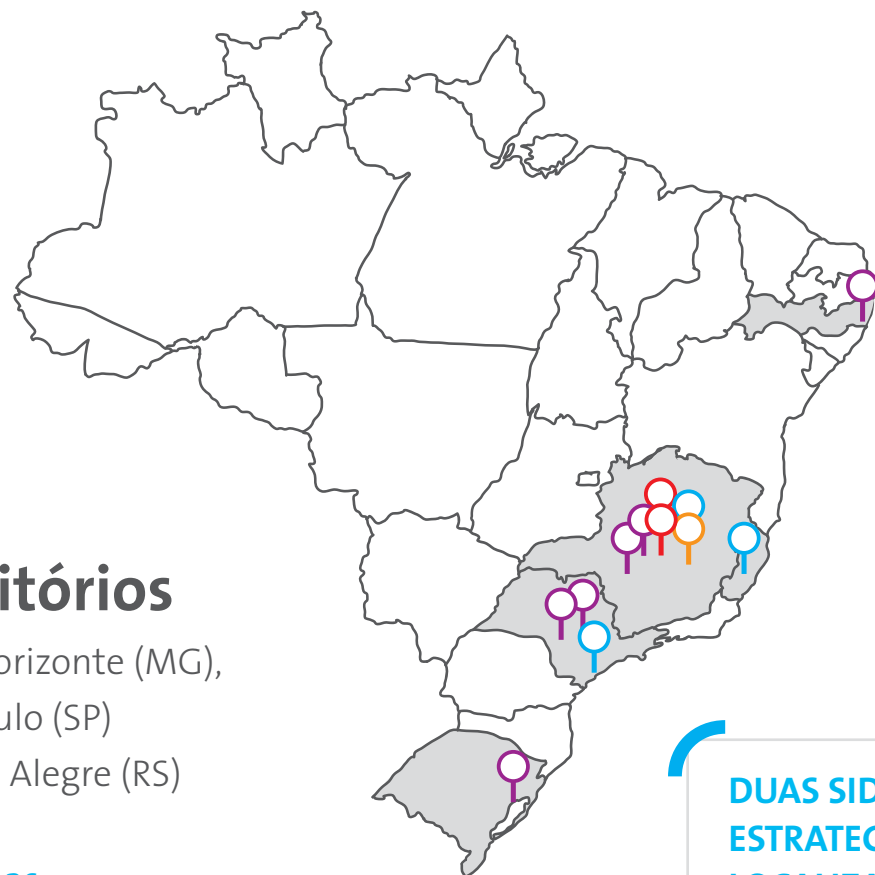 itórios
orizonte (MG),
ulo (SP)
Alegre (RS)
DUAS SID
ESTRATEG